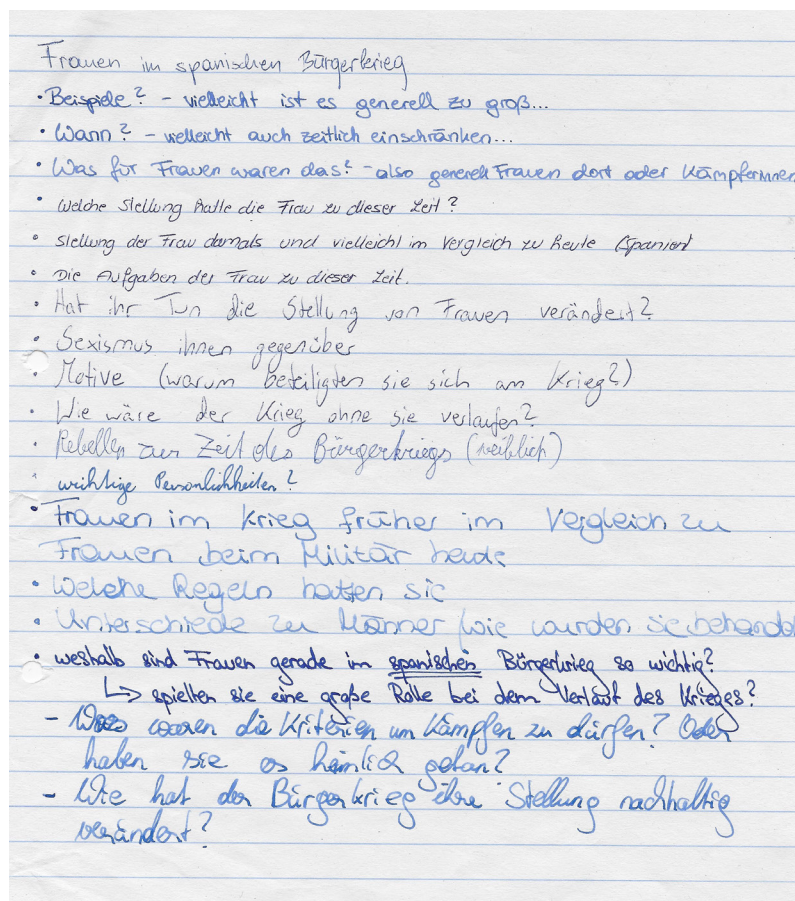 Frauen im spanischen Bürgerkrieg
• Beispiele? - vielleicht ist es generell zu groß...
• Wann? - vielleicht auch zeitlich einschränken...
• Was für Frauen waren das? - also generell Frauen dort oder Kämpferinnen
• Welche Stellung hatte die Frau zu dieser Zeit?
• Stellung der Frau damals und vielleicht im Vergleich zu heute (Spanien)
• Die Aufgaben der Frau zu dieser Zeit.
• Hat ihr Tun die Stellung von Frauen verändert?
• Sexismus ihnen gegenüber
• Motive (warum beteiligten sie sich am Krieg?)
• Wie wäre der Krieg ohne sie verlaufen?
• Rebellen zur Zeit des Bürgerkriegs (weiblich)
• wichtige Persönlichkeiten?
• Frauen im Krieg früher im Vergleich zu
Frauen beim Militär heute
• Welche Regeln hatten sie
• Unterschiede zu Männer (wie wurden sie behandelt
• weshalb sind Frauen gerade im spanischen Bürgerkrieg so wichtig?
↳ spielten sie eine große Rolle bei dem Verlauf des Krieges?
- Was waren die Kriterien um Kämpfen zu dürfen? Oder
haben sie es heimlich getan?
- Wie hat der Bürgerkrieg ihre Stellung nachhaltig
verändert?